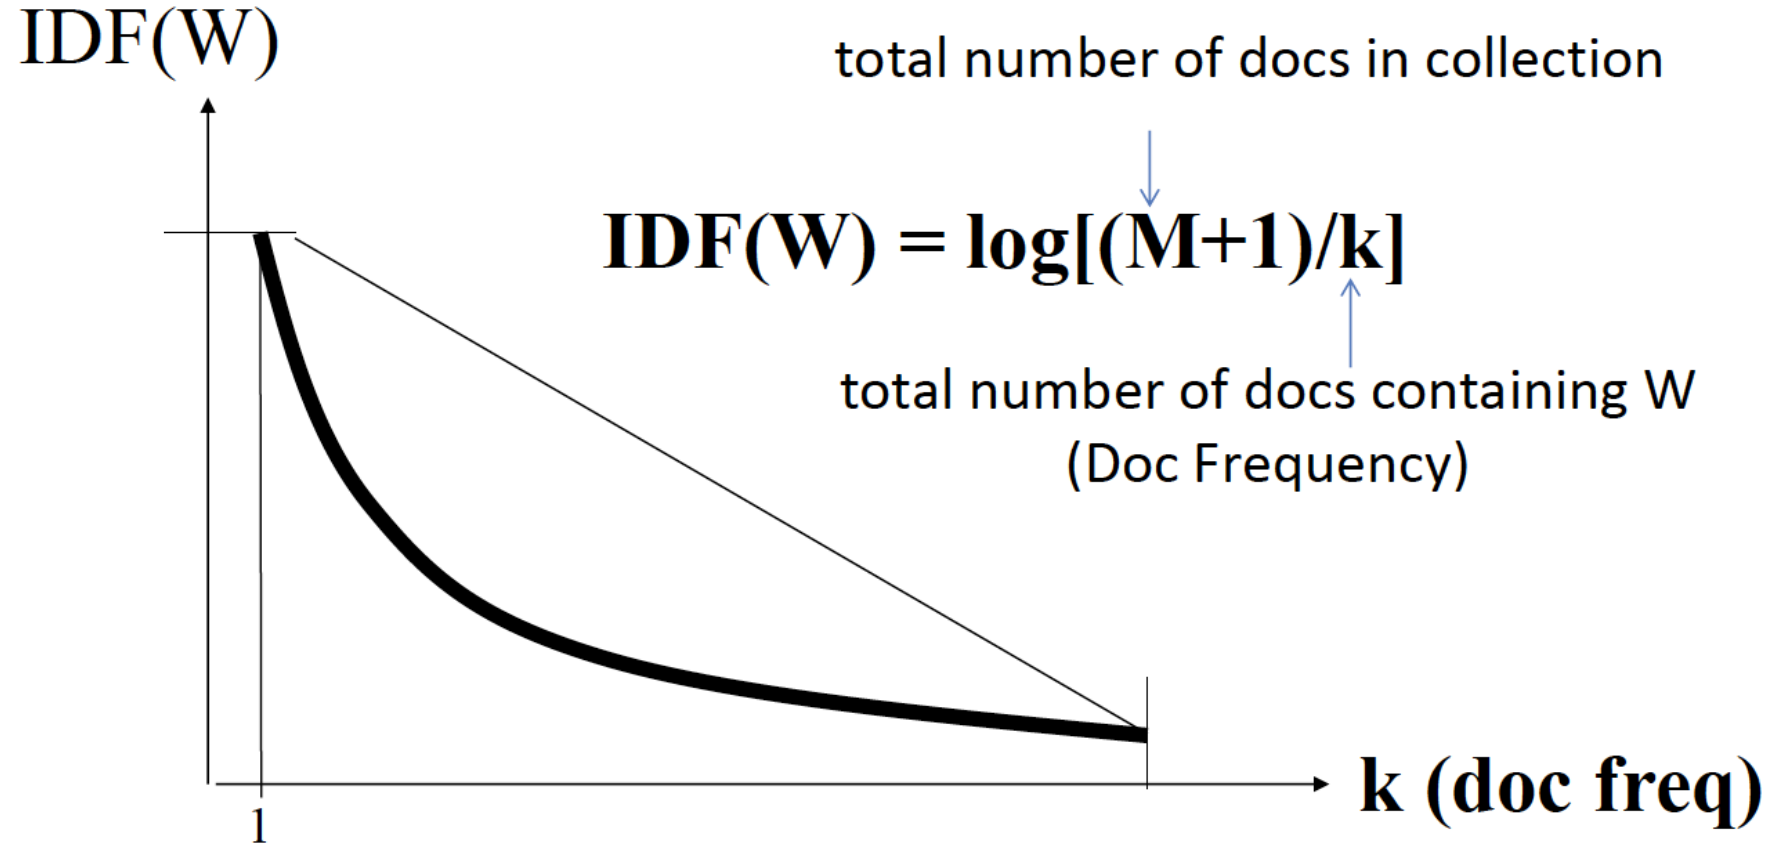 IDF(W)
total number of docs in collection
IDF(W) = log[(M+1)/k]
total number of docs containing W
(Doc Frequency)
k (doc freq)
1